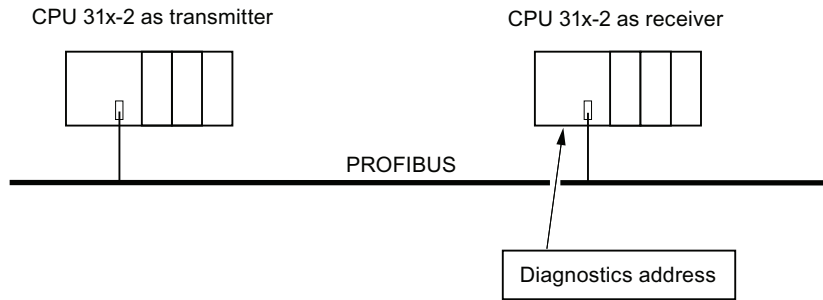 CPU 31x-2 as transmitter
CPU 31x-2 as receiver
PROFIBUS
Diagnostics address